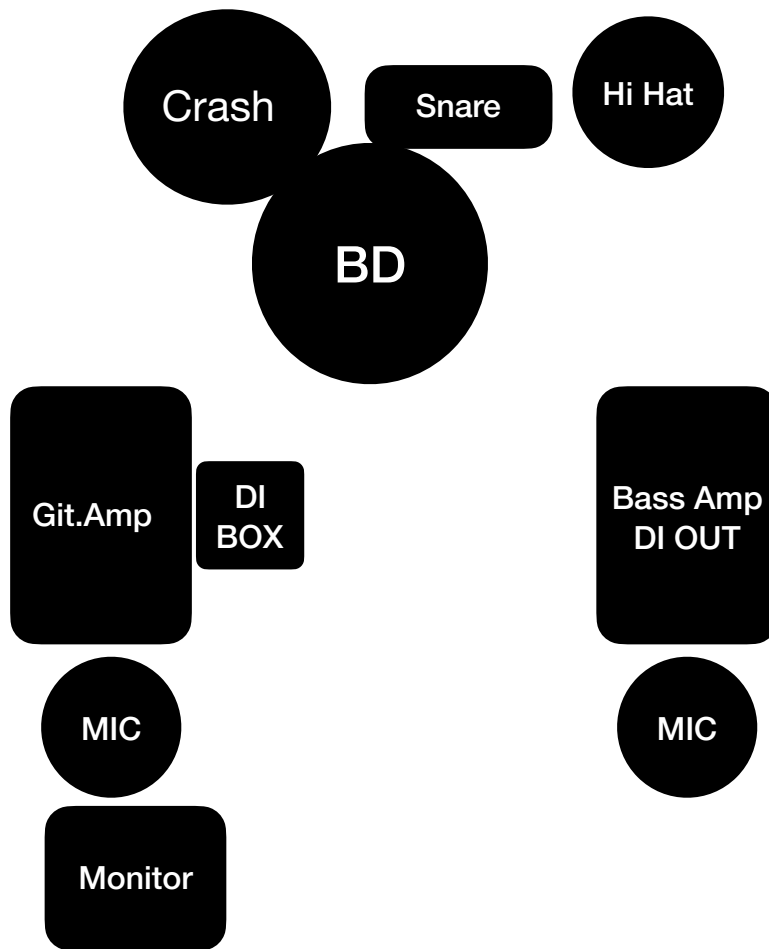 Crash
Snare
Hi Hat
BD
Git.Amp
DI
BOX
Bass Amp
DI OUT
MIC
MIC
Monitor